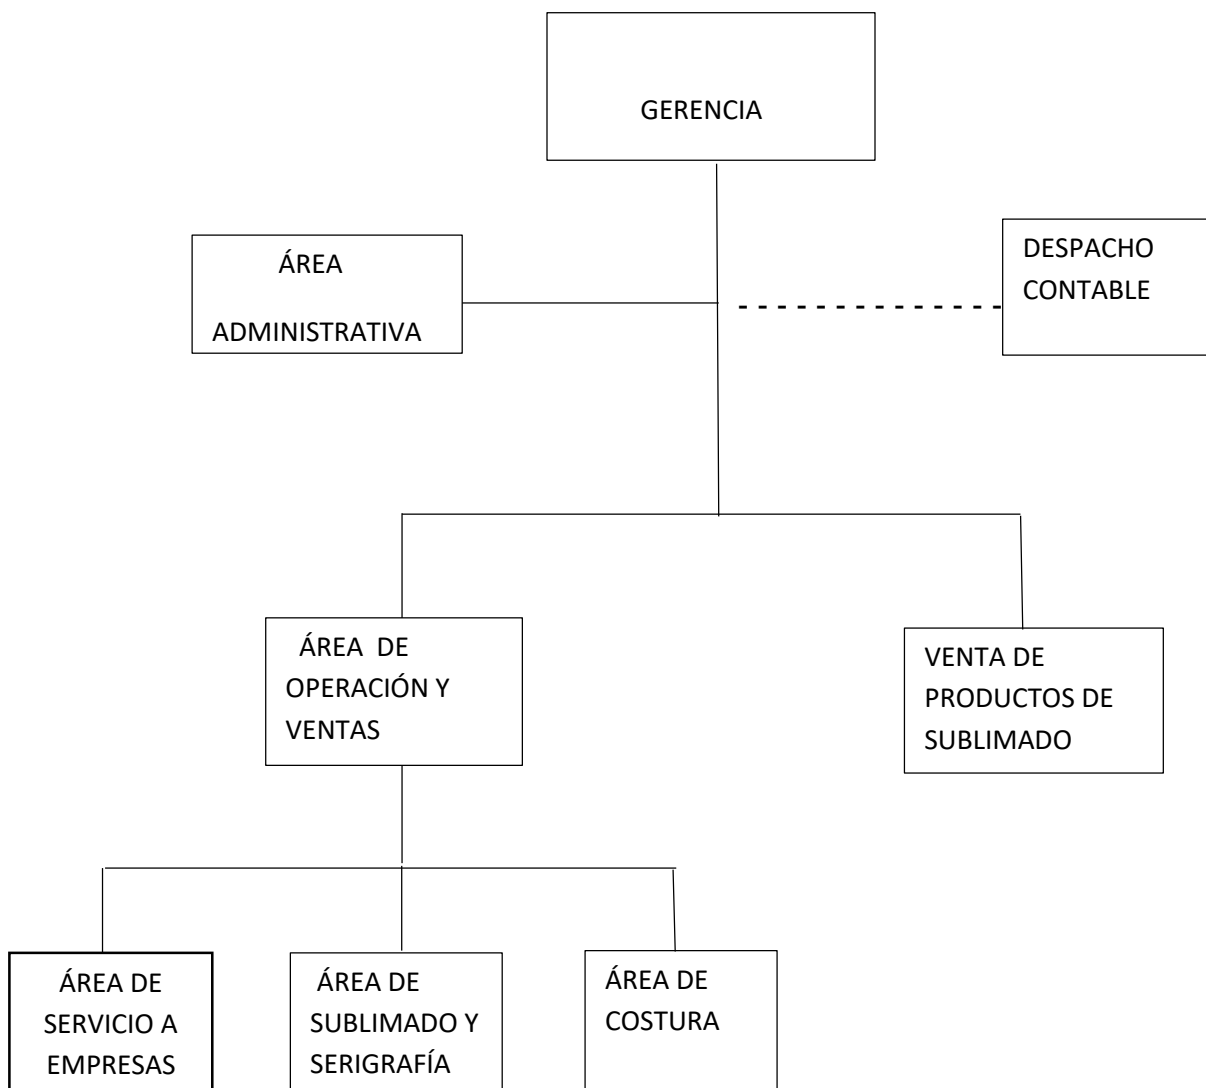 GERENCIA
ÁREA
ADMINISTRATIVA
DESPACHO
CONTABLE
ÁREA DE
OPERACIÓN Y
VENTAS
VENTA DE
PRODUCTOS DE
SUBLIMADO
ÁREA DE
SERVICIO A
EMPRESAS
ÁREA DE
SUBLIMADO Y
SERIGRAFÍA
ÁREA DE
COSTURA